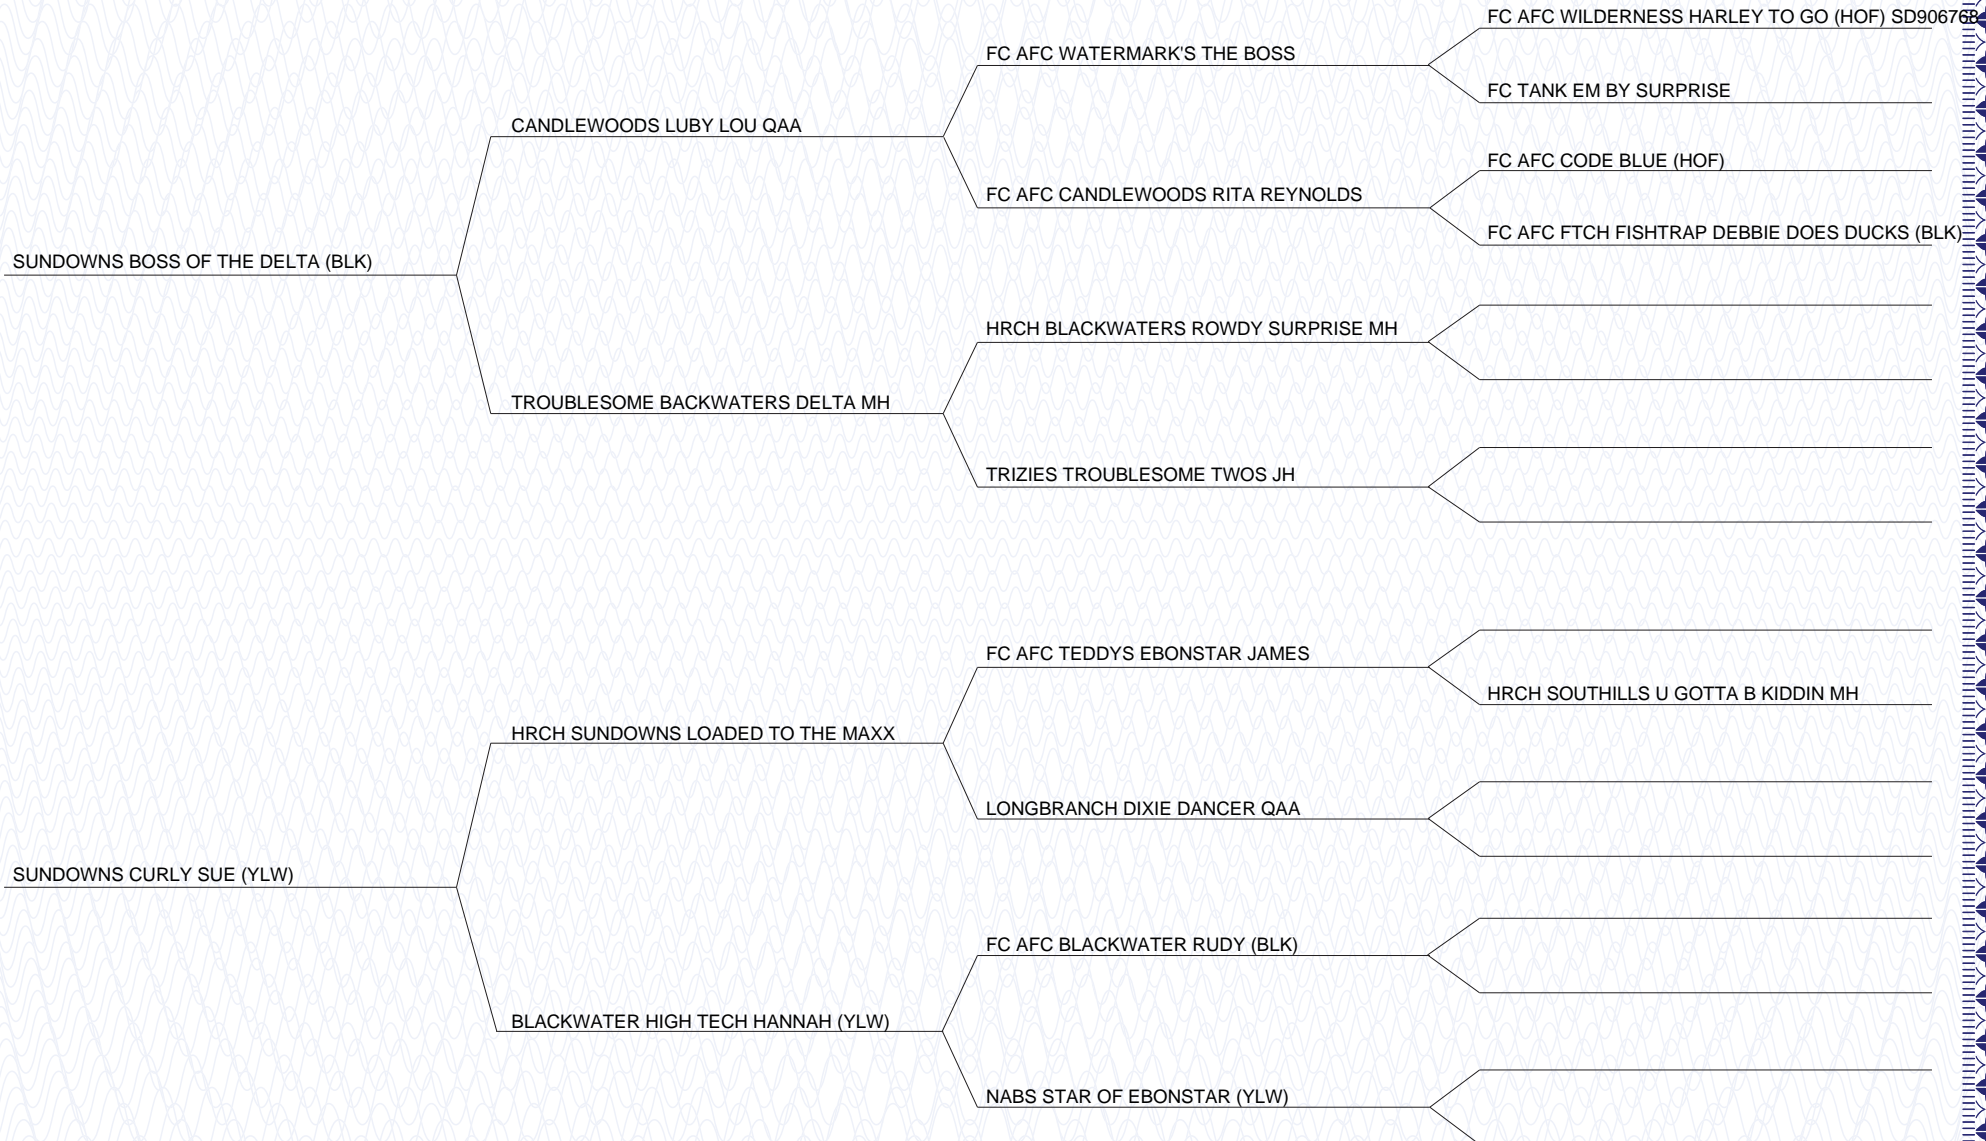 FC AFC WILDERNESS HARLEY TO GO (HOF) SD906768
FC AFC WATERMARK'S THE BOSS
FC TANK EM BY SURPRISE
CANDLEWOODS LUBY LOU QAA
FC AFC CODE BLUE (HOF)
FC AFC CANDLEWOODS RITA REYNOLDS
FC AFC FTCH FISHTRAP DEBBIE DOES DUCKS (BLK)
SUNDOWNS BOSS OF THE DELTA (BLK)
HRCH BLACKWATERS ROWDY SURPRISE MH
TROUBLESOME BACKWATERS DELTA MH
TRIZIES TROUBLESOME TWOS JH
FC AFC TEDDYS EBONSTAR JAMES
HRCH SOUTHILLS U GOTTA B KIDDIN MH
HRCH SUNDOWNS LOADED TO THE MAXX
LONGBRANCH DIXIE DANCER QAA
SUNDOWNS CURLY SUE (YLW)
FC AFC BLACKWATER RUDY (BLK)
BLACKWATER HIGH TECH HANNAH (YLW)
NABS STAR OF EBONSTAR (YLW)